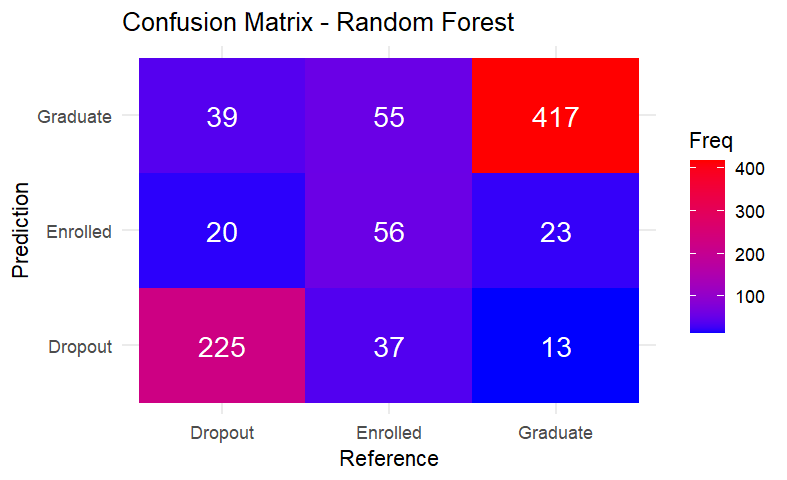 Confusion Matrix - Random Forest
Prediction
Graduate
39 55 417
Enrolled
20 56 23
Dropout
225 37 13
Dropout Enrolled Graduate
Reference
Freq
400
300
200
100